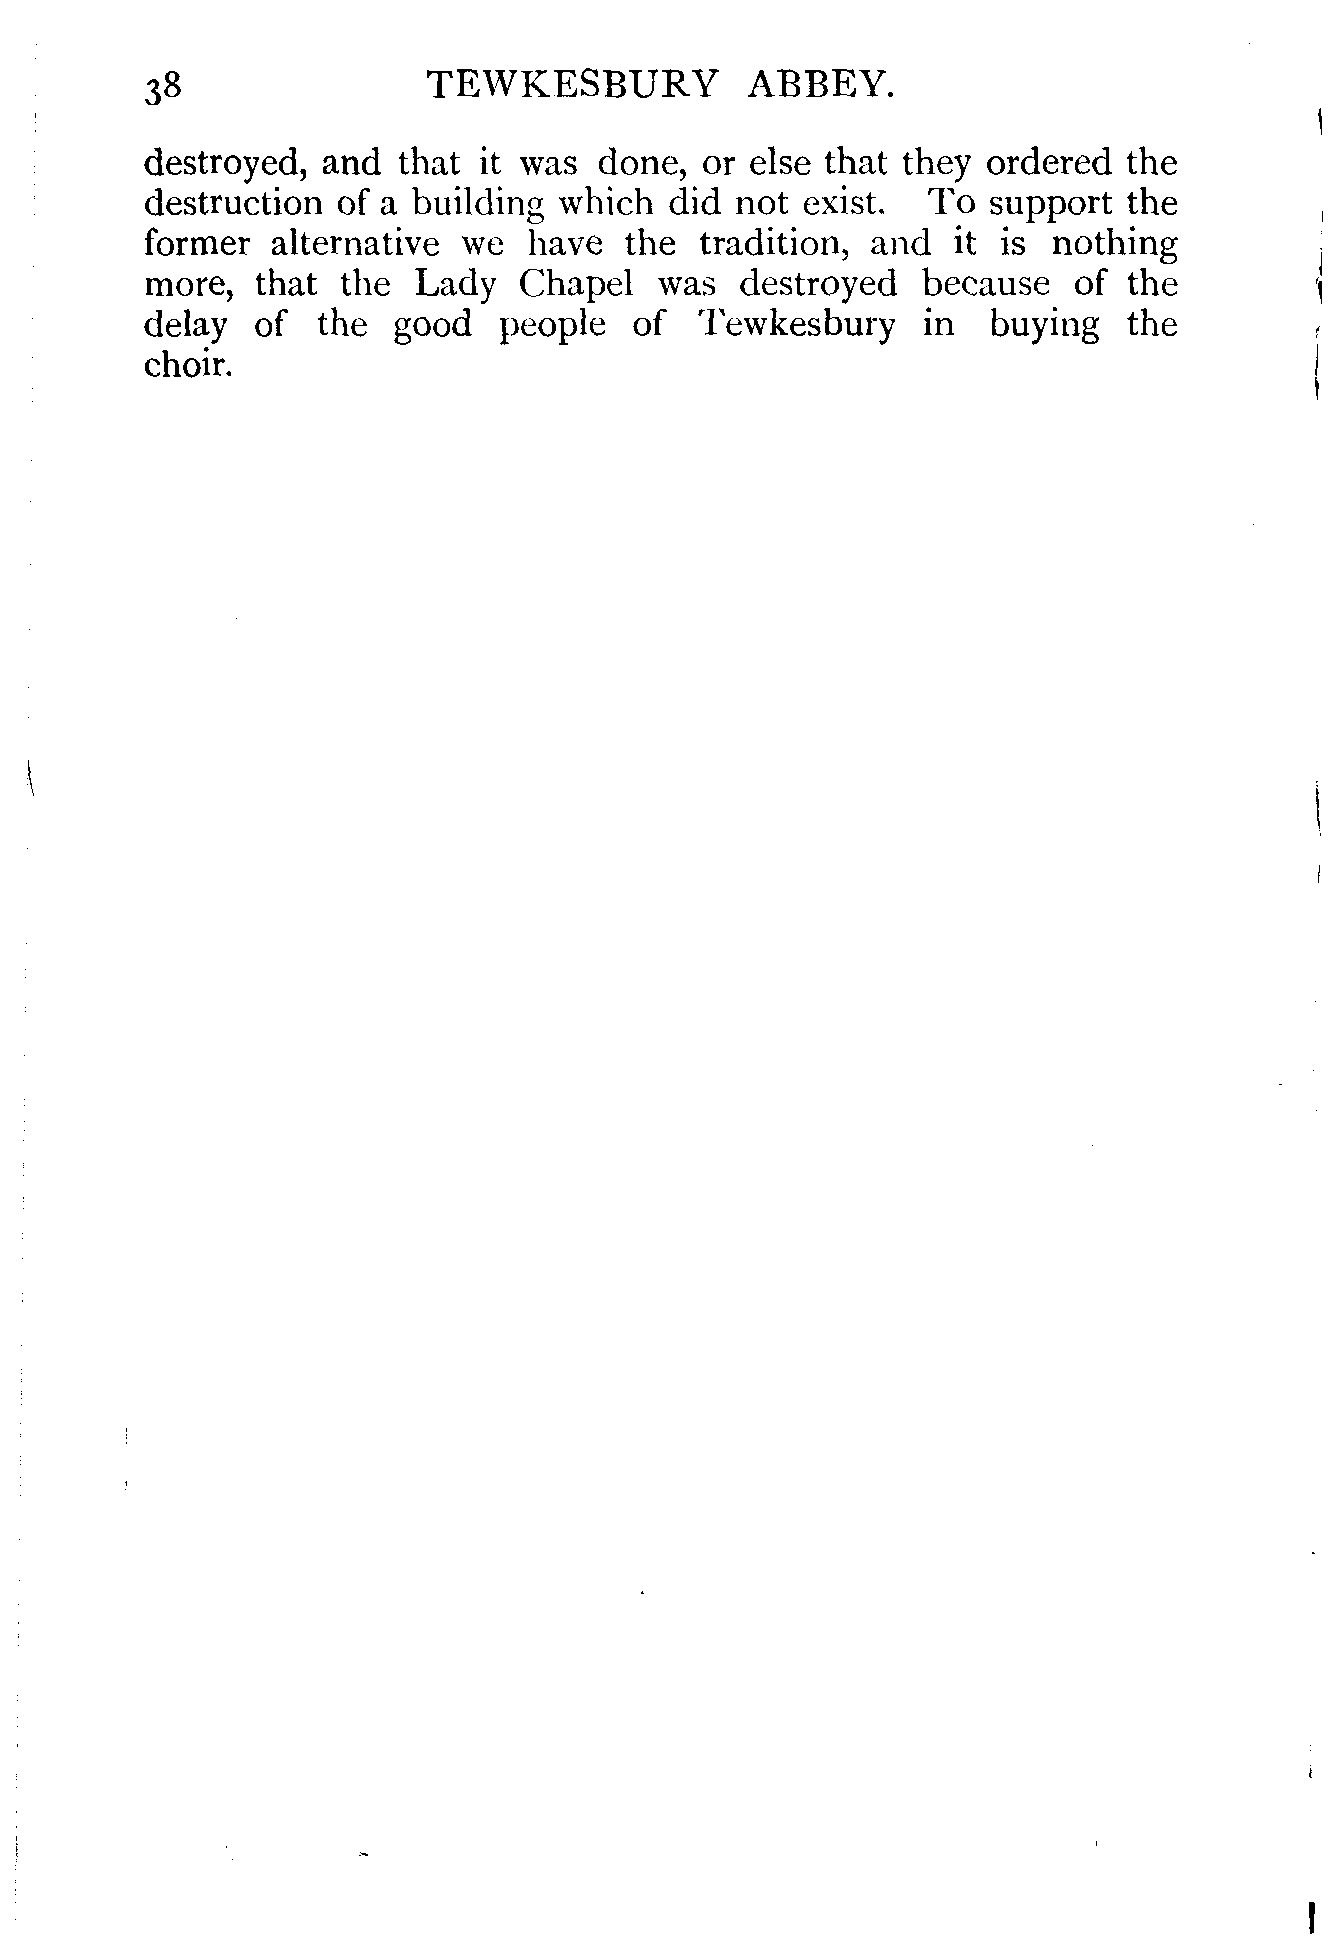 38 TEWKESBURY ABBEY.
destroyed, and that it was done, or else that they ordered the
destruction of a building which did not exist. To support the
former alternative we have the tradition, and it is nothing
more, that the Lady Chapel was destroyed because of the
delay of the good people of Tewkesbury in buying the
choir.